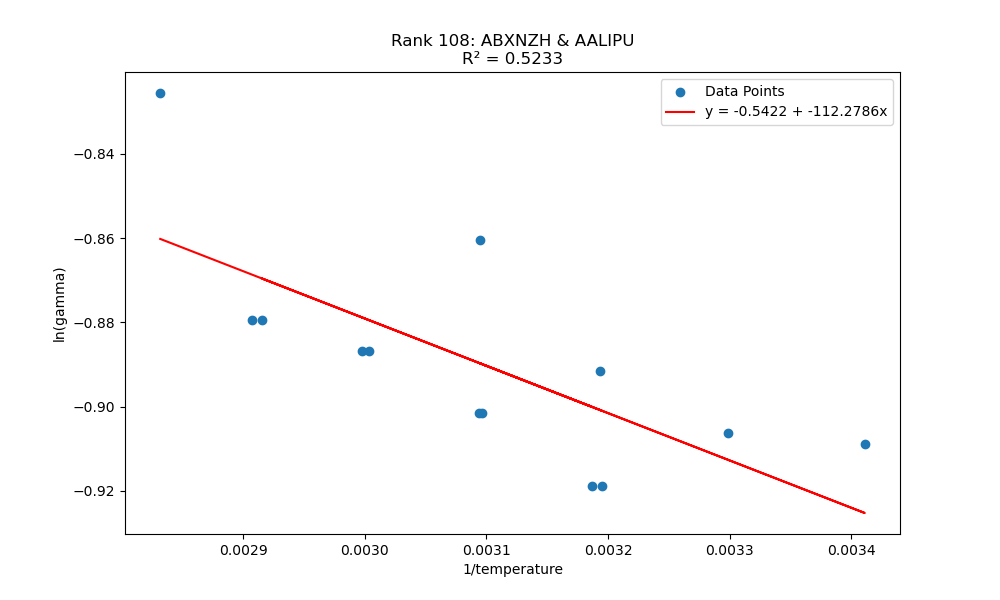 Rank 108: ABXNZH & AALIPU
R² = 0.5233
Data Points
y = -0.5422 + -112.2786x
ln(gamma)
−0.84
−0.86
−0.88
−0.90
−0.92
0.0029
0.0030
0.0031
0.0032
0.0033
0.0034
1/temperature